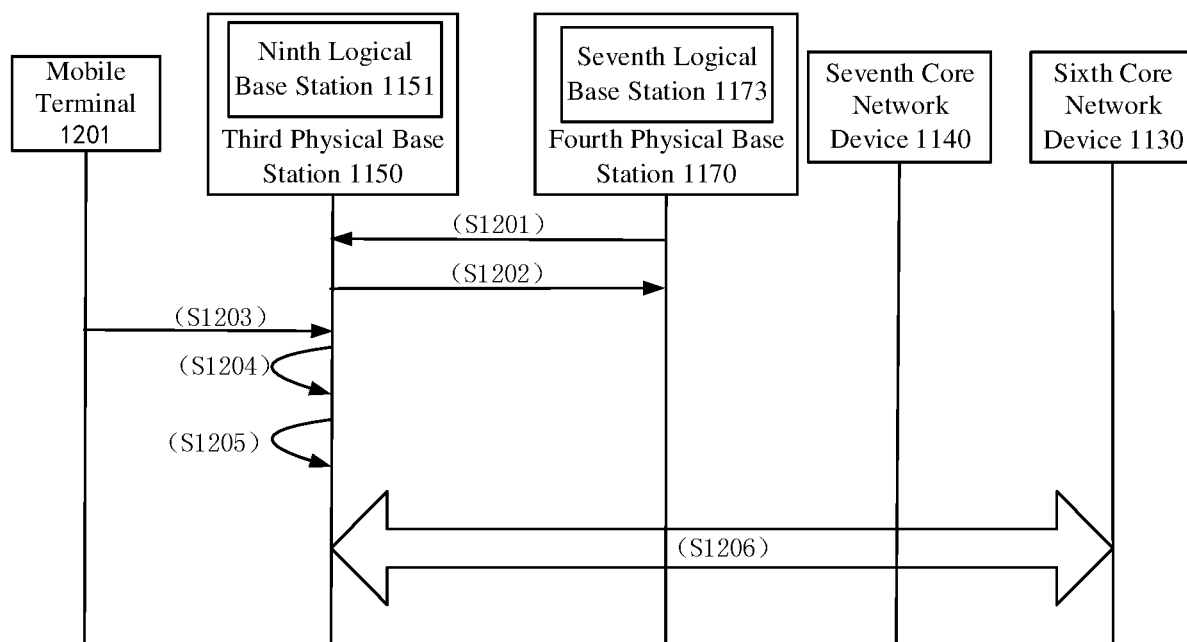 Mobile
Terminal
1201
Ninth Logical
Base Station 1151
Third Physical Base
Station 1150
Seventh Logical
Base Station 1173
Fourth Physical Base
Station 1170
Seventh Core
Network
Device 1140
Sixth Core
Network
Device 1130
(S1201)
(S1202)
(S1203)
(S1204)
(S1205)
(S1206)